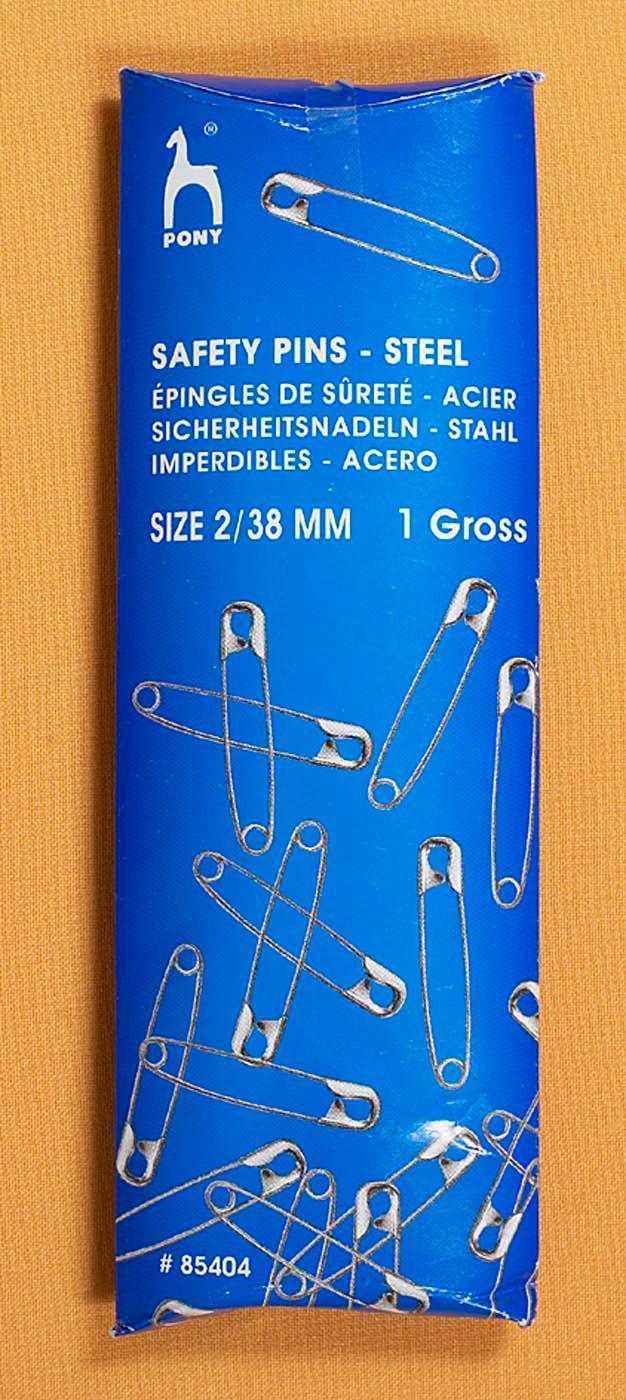 ®
PONY
SAFETY PINS - STEEL
ÉPINGLES DE SÛRETÉ - ACIER
SICHERHEITSNADELN - STAHL
IMPERDIBLES - ACERO
SIZE 2/38 MM 1 Gross
# 85404